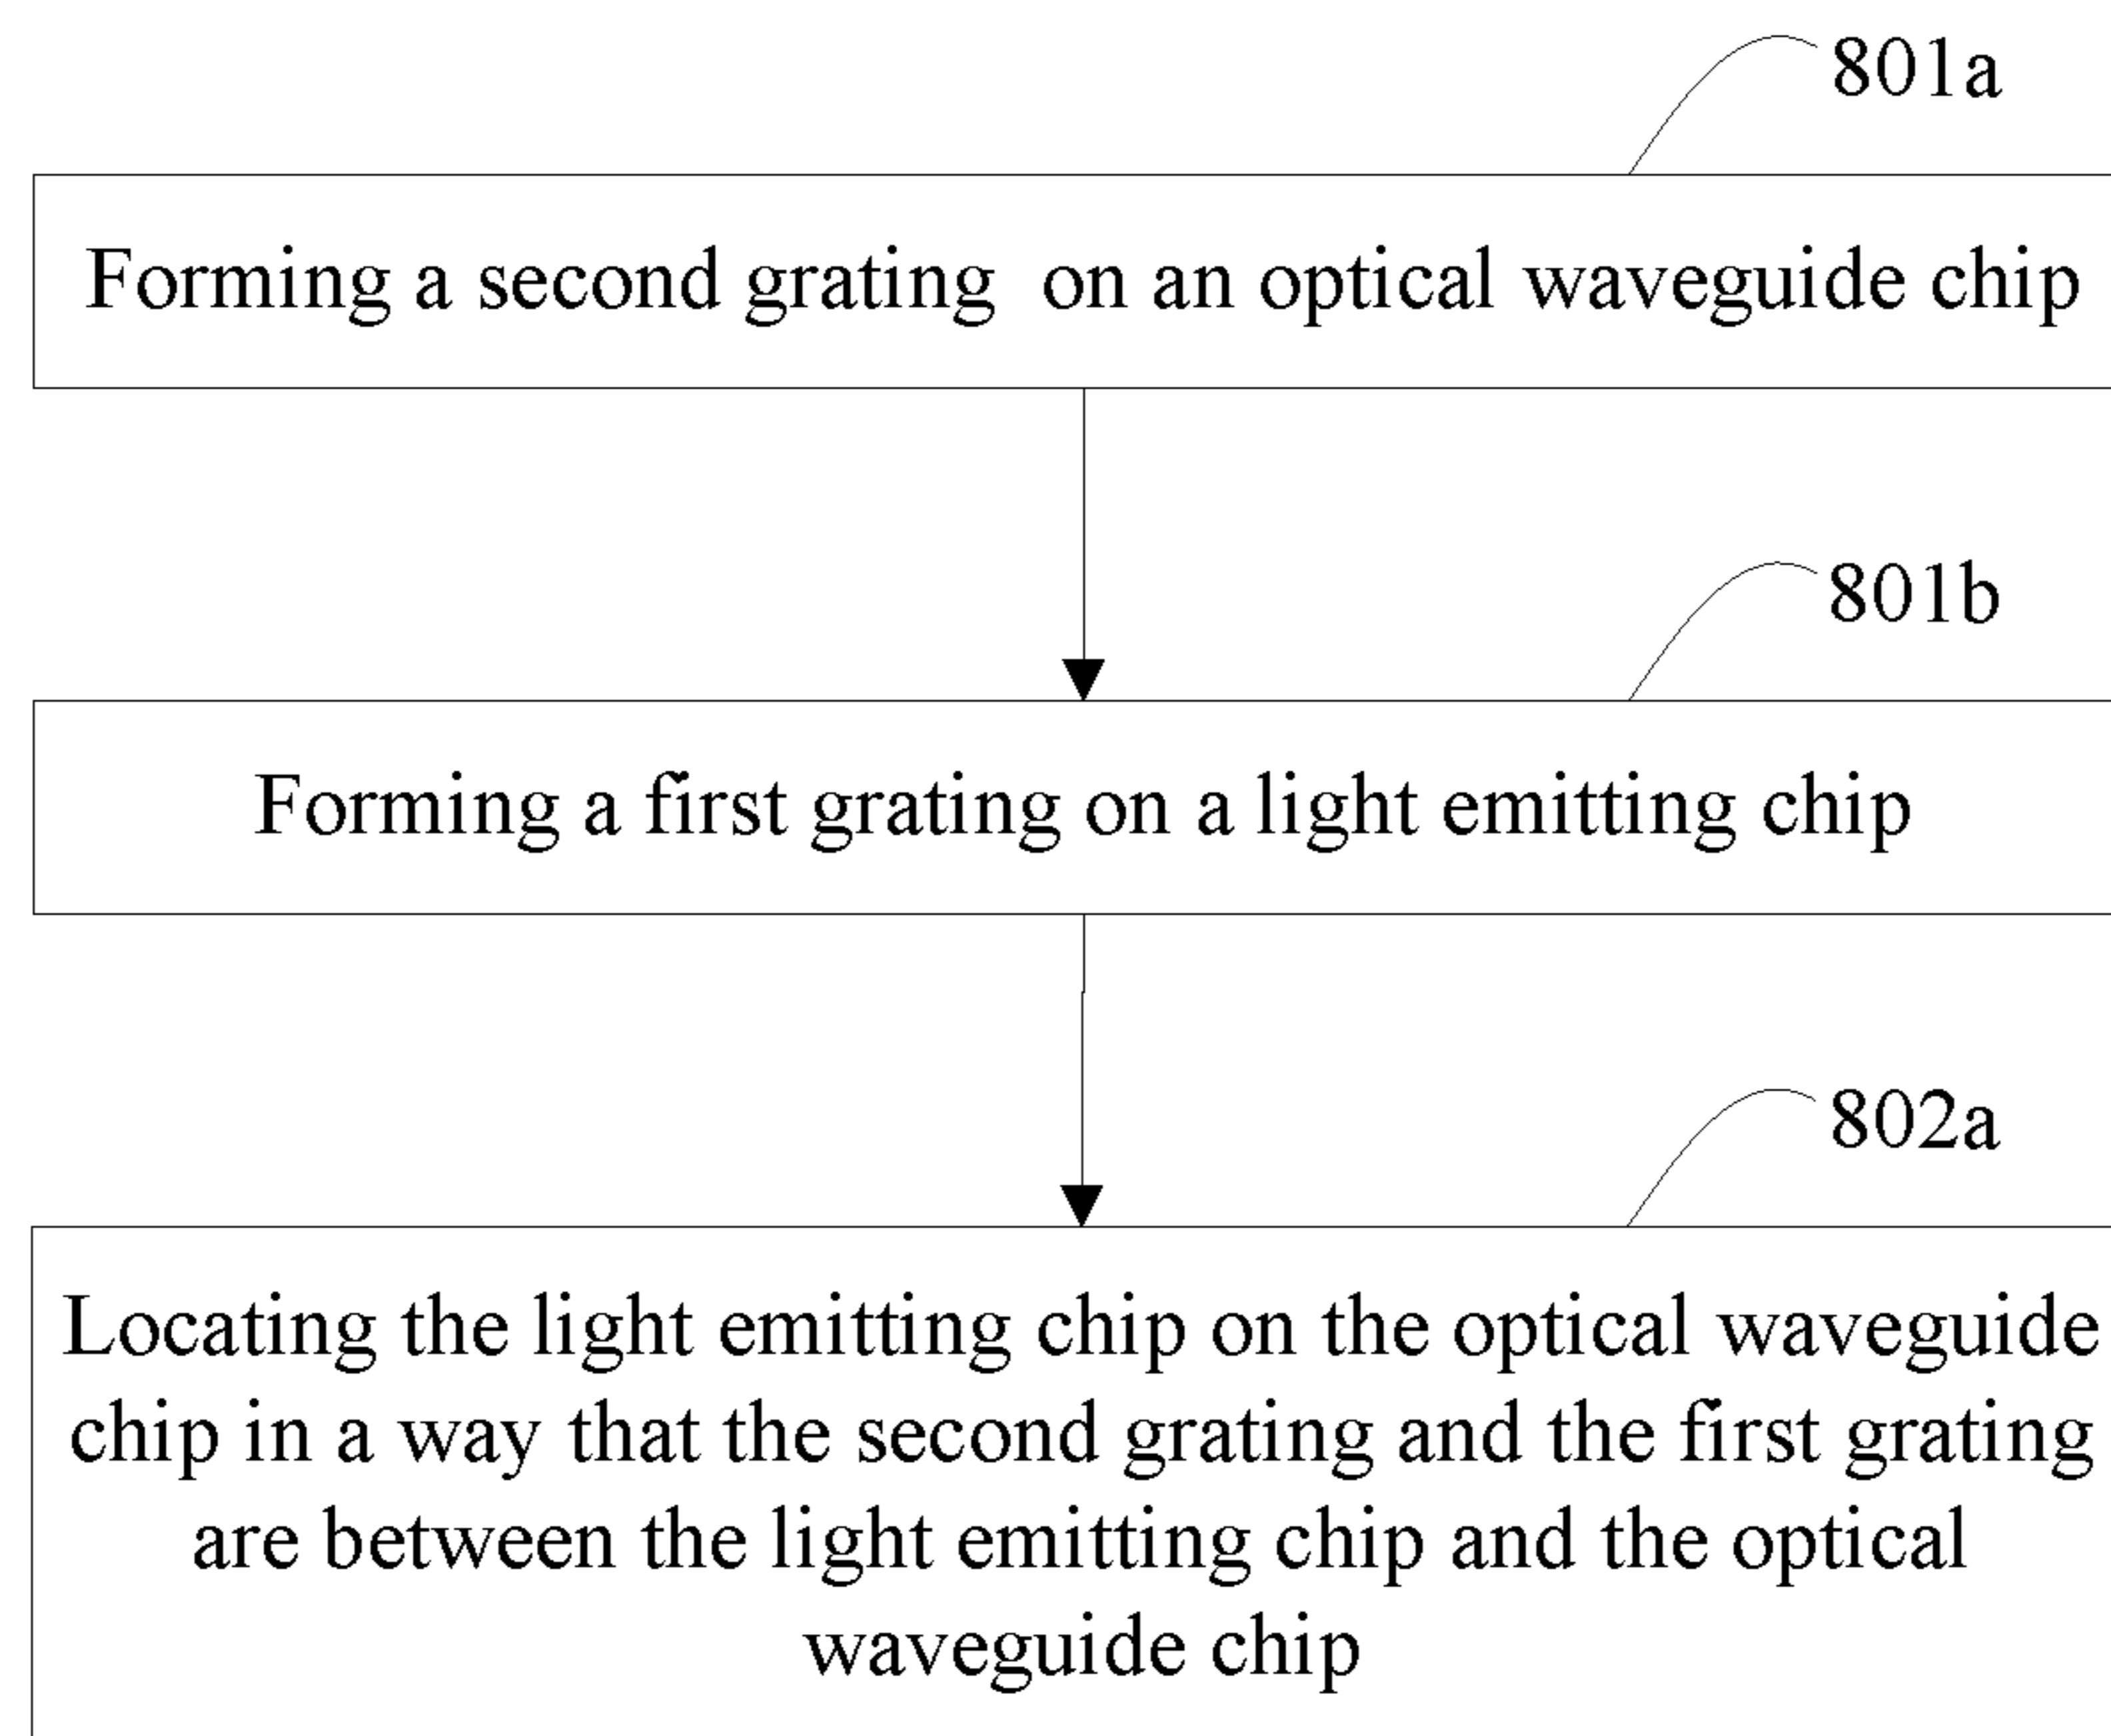 801a
Forming a second grating on an optical waveguide chip
801b
Forming a first grating on a light emitting chip
802a
Locating the light emitting chip on the optical waveguide
chip in a way that the second grating and the first grating
are between the light emitting chip and the optical
waveguide chip